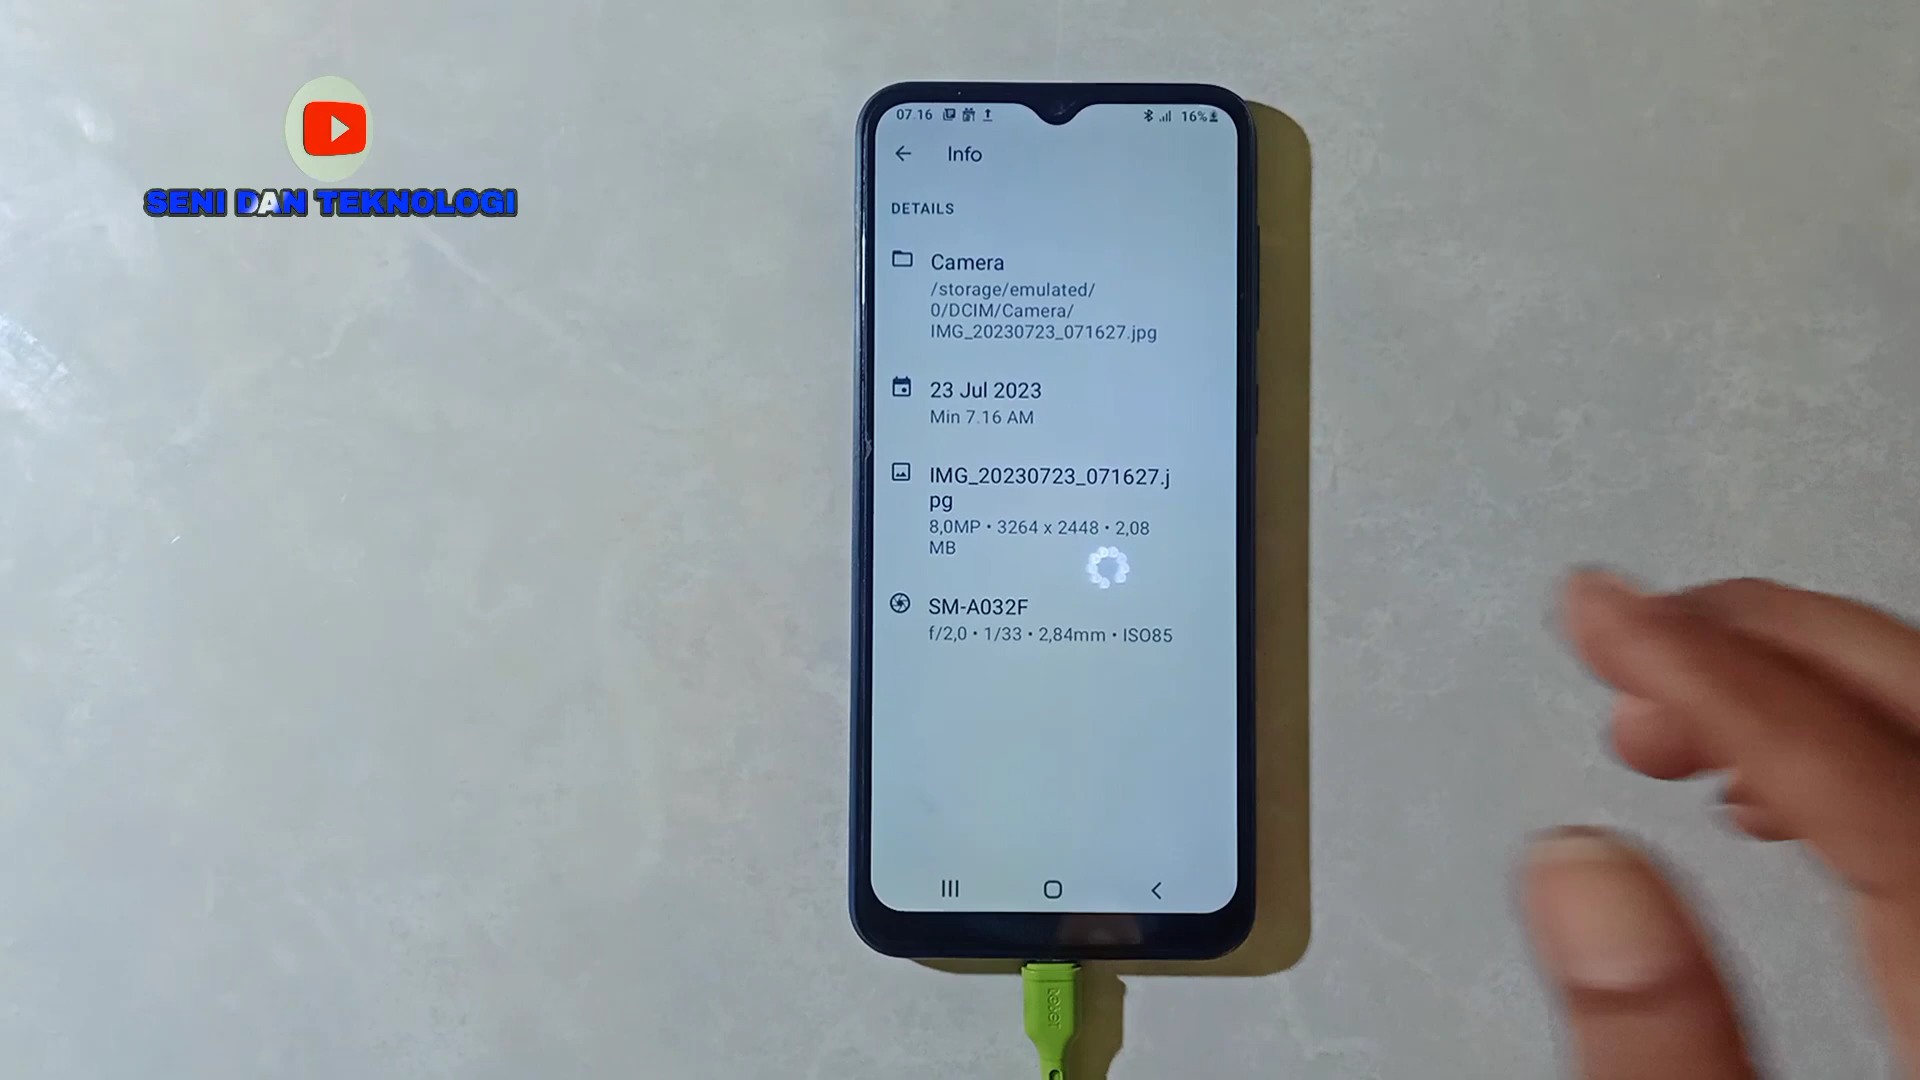 SENI DAN TEKNOLOGI
07.16
16%
Info
DETAILS
Camera
/storage/emulated/
0/DCIM/Camera/
IMG_20230723_071627.jpg
23 Jul 2023
Min 7.16 AM
IMG_20230723_071627.j
pg
8,0MP • 3264 x 2448 • 2,08
MB
SM-A032F
f/2,0 • 1/33 • 2,84mm • ISO85